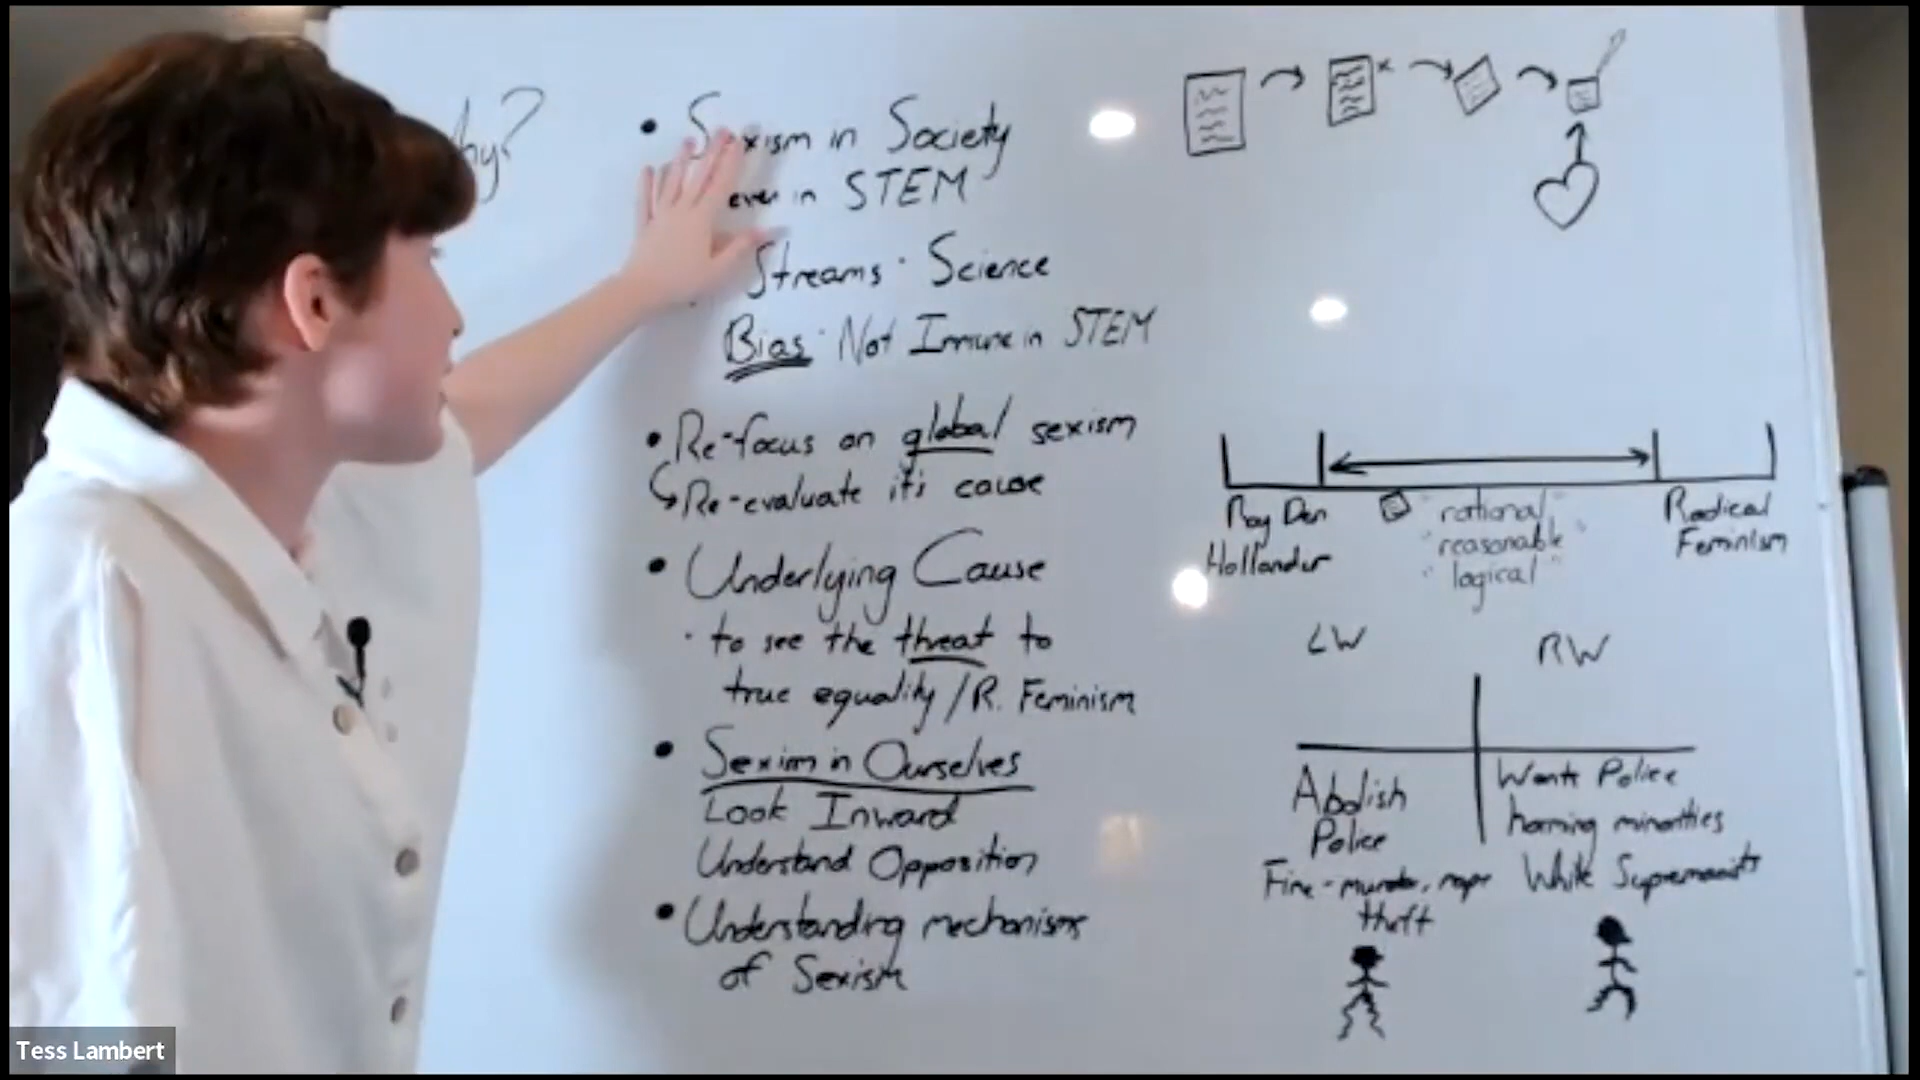 hy?
• Sexism in Society
even in STEM
Streams · Science
Bias · Not Immune in STEM
• Re-focus on global sexism
Re-evaluate it's cause
• Underlying Cause
· to see the threat to
true equality / R. Feminism
• Sexim in Ourselves
Look Inward
Understand Opposition
• Understanding mechanisms
of Sexism
Roy Den
Hollander
"rational"
"reasonable"
"logical"
Radical
Feminism
LW
RW
Abolish
Police
Fine - murder, rape
theft
Wants Police
harming minorities
White Supremacists
Tess Lambert